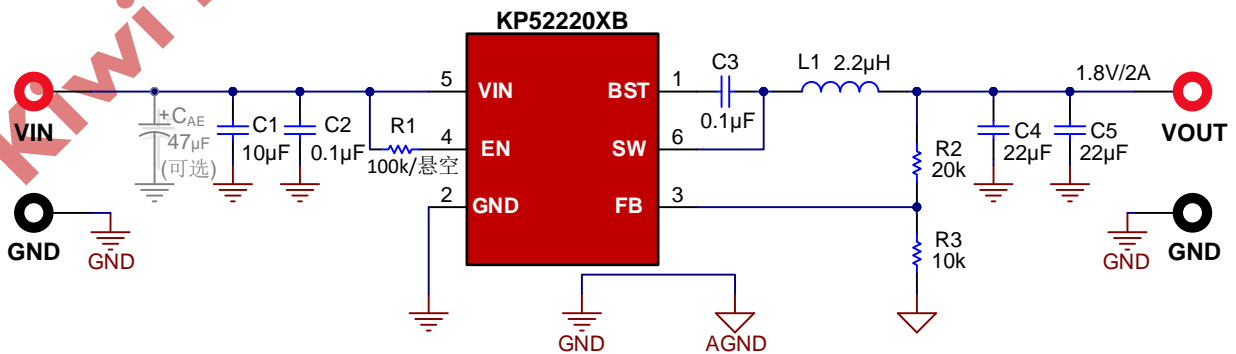 KP52220XB
Kiwi
VIN
+CAE
47µF
(可选)
C1
10µF
C2
0.1µF
R1
100k/悬空
5
4
2
VIN
EN
GND
BST
SW
FB
1
6
3
C3
0.1µF
L1 2.2µH
1.8V/2A
VOUT
R2
20k
R3
10k
C4
22µF
C5
22µF
GND
GND
GND
AGND
GND
GND